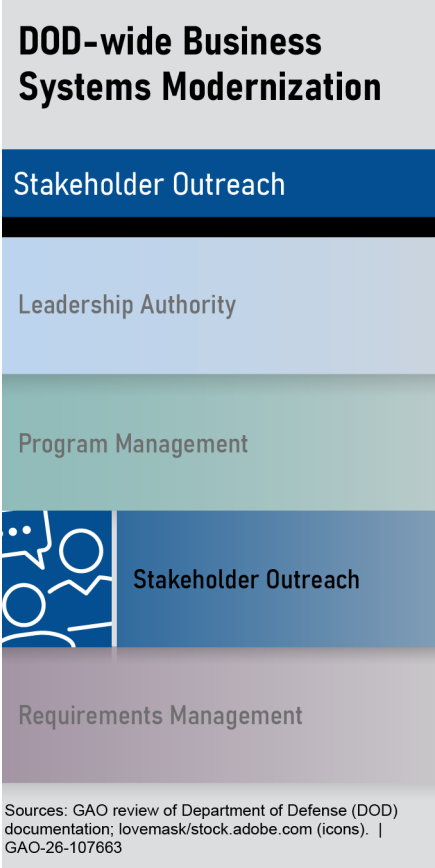 DOD-wide Business
Systems Modernization
Stakeholder Outreach
Leadership Authority
Program Management
Stakeholder Outreach
Requirements Management
Sources: GAO review of Department of Defense (DOD)
documentation; lovemask/stock.adobe.com (icons).  |
GAO-26-107663